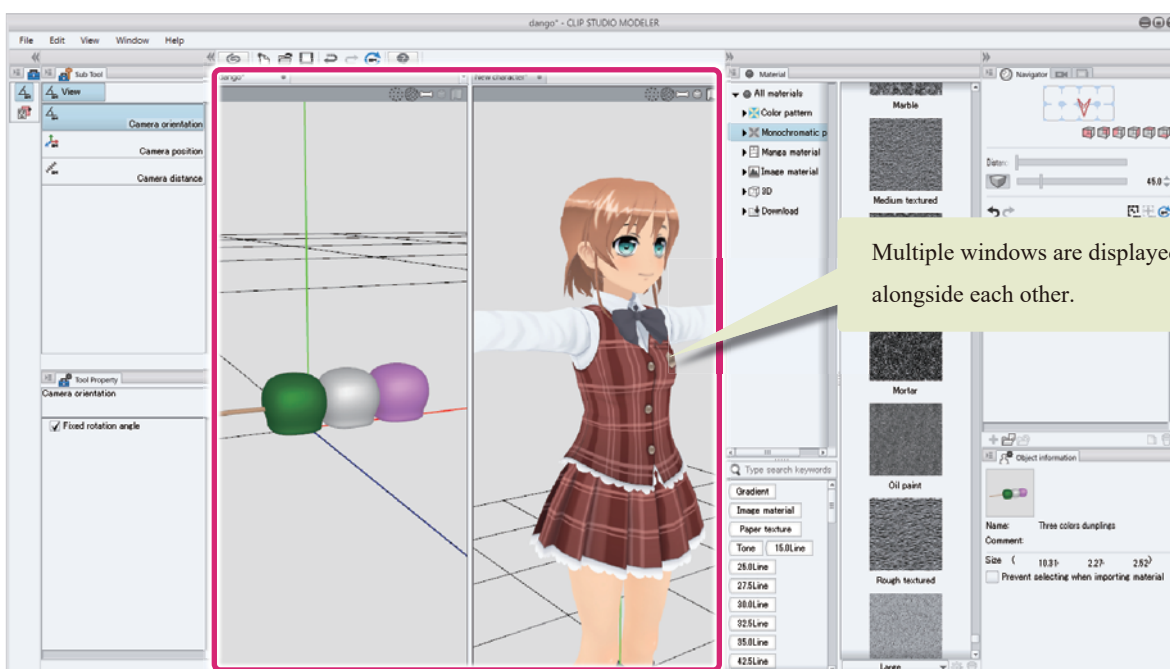 dango* - CLIP STUDIO MODELER
File Edit View Window Help
Sub Tool
View
Camera orientation
Camera position
Camera distance
Tool Property
Camera orientation
Fixed rotation angle
dango*
New character*
Material
All materials
Color pattern
Monochromatic p
Manga material
Image material
3D
Download
Type search keywords
Gradient
Image material
Paper texture
Tone 15.0Line
25.0Line
27.5Line
30.0Line
32.5Line
35.0Line
42.5Line
Marble
Medium textured
Mortar
Oil paint
Rough textured
Large
Navigator
45.0
Multiple windows are displayed
alongside each other.
Object information
Name: Three colors dumplings
Comment:
Size ( 10.31 2.27 2.52)
Prevent selecting when importing material